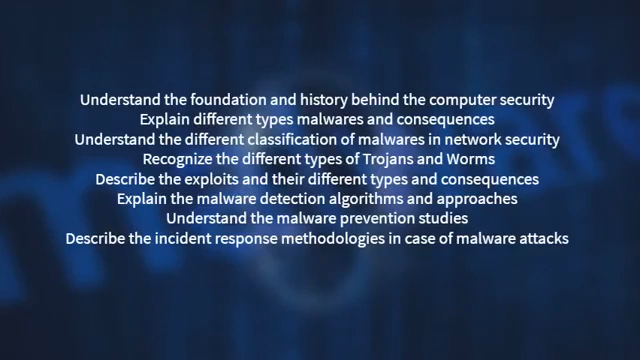 Understand the foundation and history behind the computer security
Explain different types malwares and consequences
Understand the different classification of malwares in network security
Recognize the different types of Trojans and Worms
Describe the exploits and their different types and consequences
Explain the malware detection algorithms and approaches
Understand the malware prevention studies
Describe the incident response methodologies in case of malware attacks